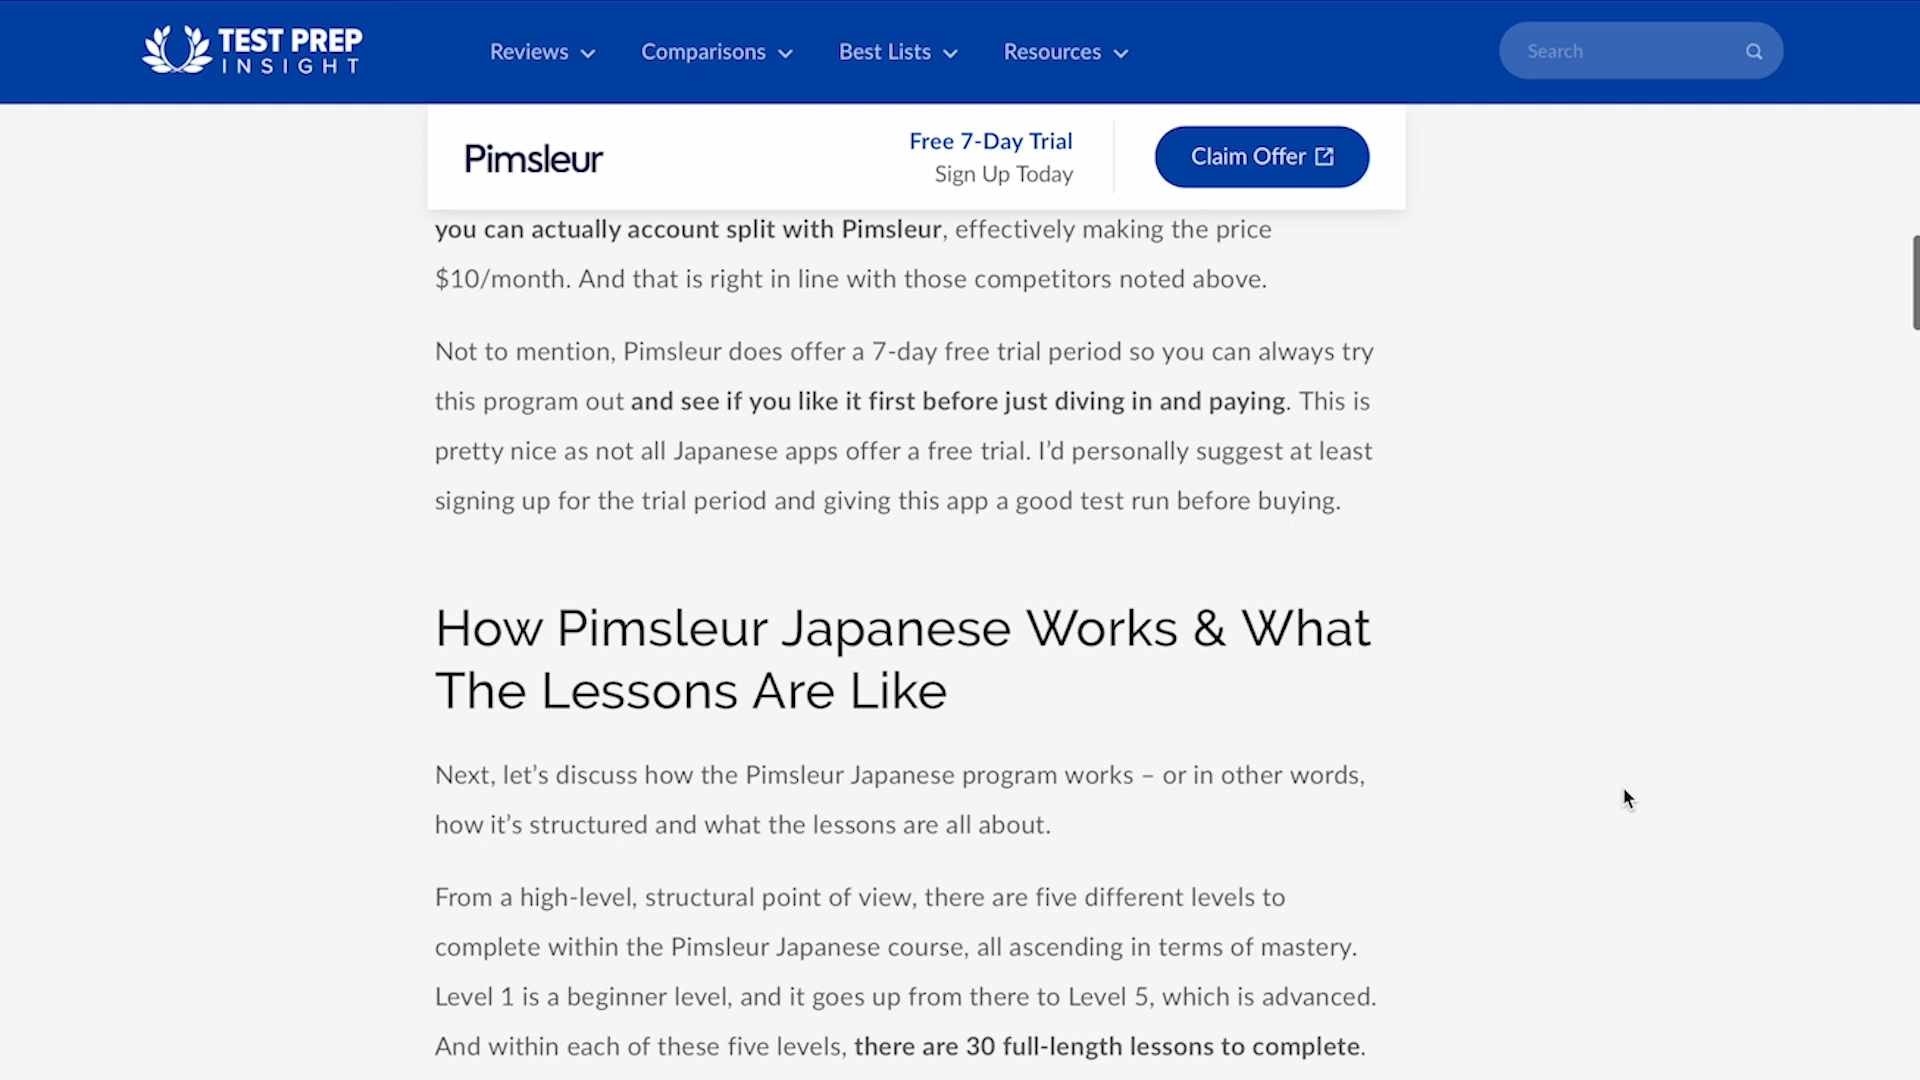 TEST PREP
INSIGHT
Reviews
Comparisons
Best Lists
Resources
Search
Pimsleur
Free 7-Day Trial
Sign Up Today
Claim Offer
you can actually account split with Pimsleur, effectively making the price
$10/month. And that is right in line with those competitors noted above.
Not to mention, Pimsleur does offer a 7-day free trial period so you can always try
this program out and see if you like it first before just diving in and paying. This is
pretty nice as not all Japanese apps offer a free trial. I’d personally suggest at least
signing up for the trial period and giving this app a good test run before buying.
How Pimsleur Japanese Works & What
The Lessons Are Like
Next, let’s discuss how the Pimsleur Japanese program works – or in other words,
how it’s structured and what the lessons are all about.
From a high-level, structural point of view, there are five different levels to
complete within the Pimsleur Japanese course, all ascending in terms of mastery.
Level 1 is a beginner level, and it goes up from there to Level 5, which is advanced.
And within each of these five levels, there are 30 full-length lessons to complete.